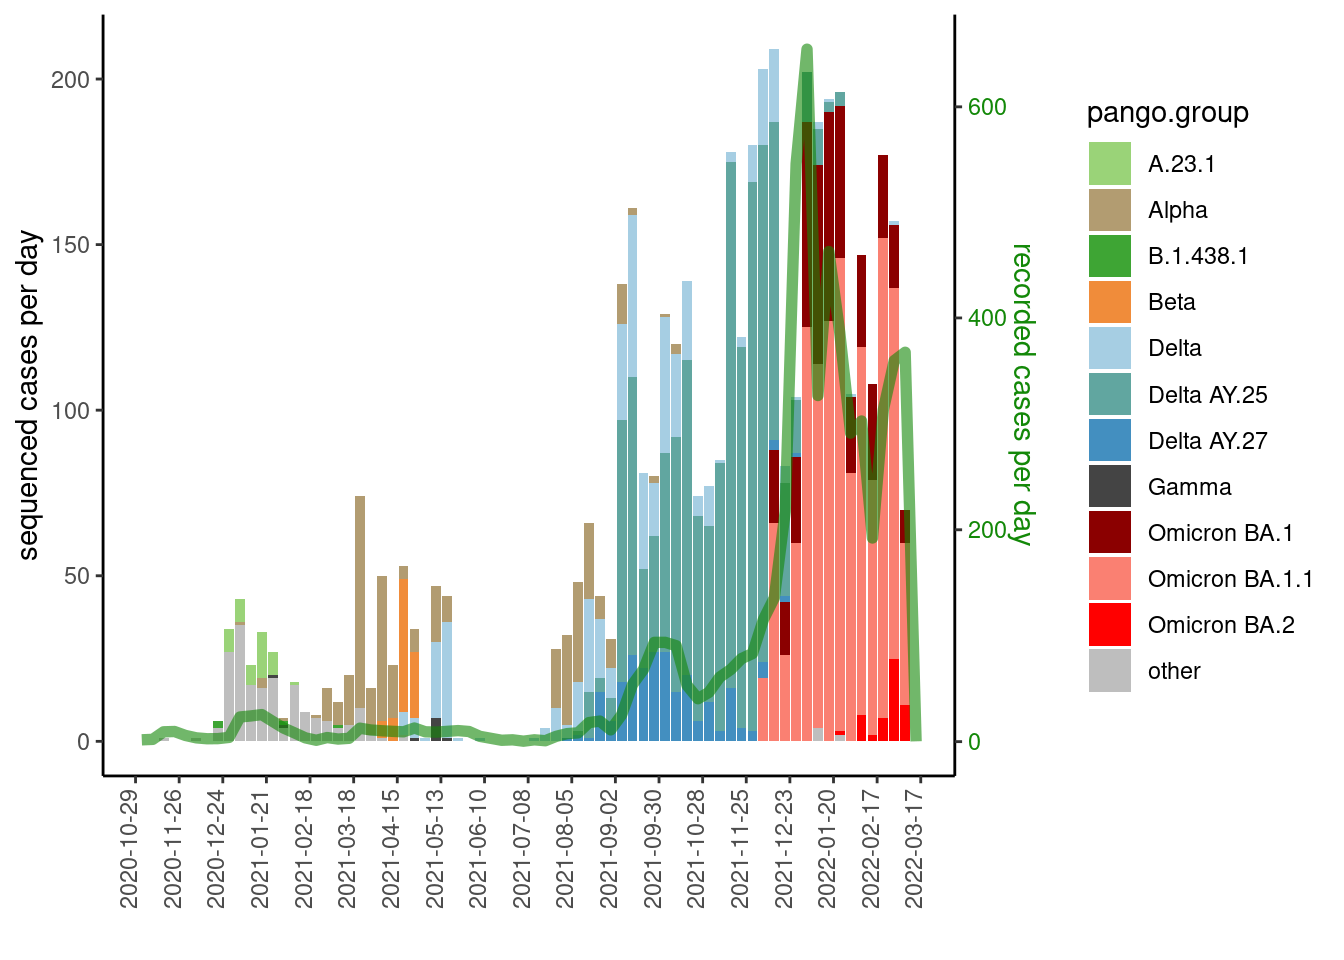 sequenced cases per day
200
150
100
50
0
2020-10-29
2020-11-26
2020-12-24
2021-01-21
2021-02-18
2021-03-18
2021-04-15
2021-05-13
2021-06-10
2021-07-08
2021-08-05
2021-09-02
2021-09-30
2021-10-28
2021-11-25
2021-12-23
2022-01-20
2022-02-17
2022-03-17
600
400
200
0
recorded cases per day
pango.group
A.23.1
Alpha
B.1.438.1
Beta
Delta
Delta AY.25
Delta AY.27
Gamma
Omicron BA.1
Omicron BA.1.1
Omicron BA.2
other